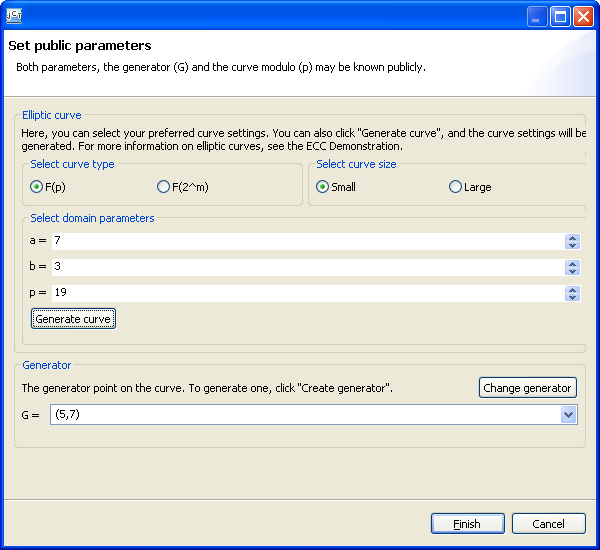 JCT
Set public parameters
Both parameters, the generator (G) and the curve modulo (p) may be known publicly.
Elliptic curve
Here, you can select your preferred curve settings. You can also click "Generate curve", and the curve settings will be
generated. For more information on elliptic curves, see the ECC Demonstration.
Select curve type
Select curve size
F(p)
F(2^m)
Small
Large
Select domain parameters
a = 7
b = 3
p = 19
Generate curve
Generator
The generator point on the curve. To generate one, click "Create generator".
Change generator
G = (5,7)
Finish
Cancel